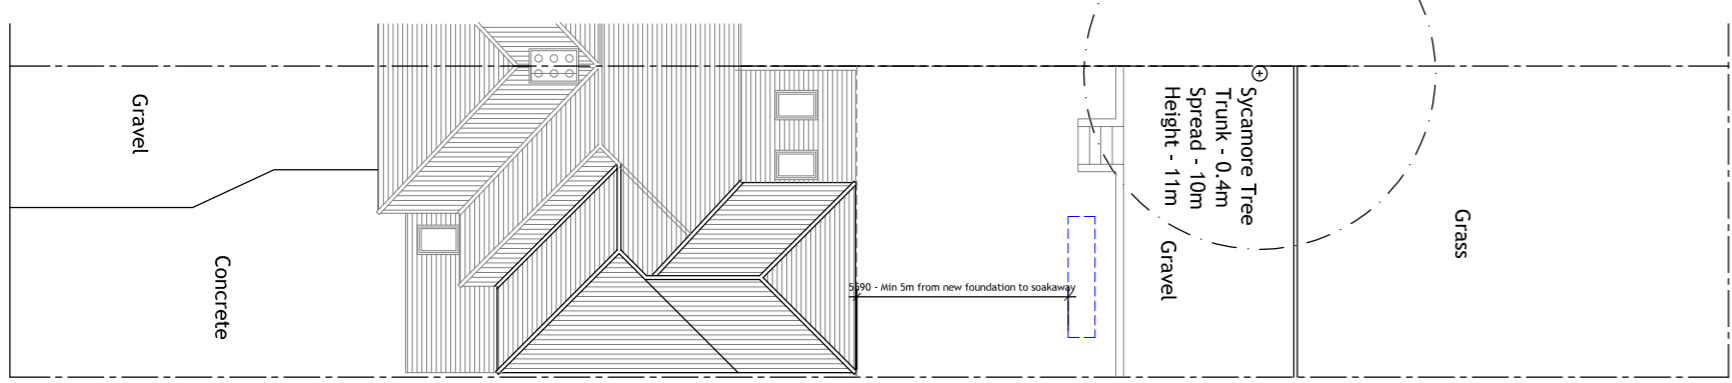 Gravel
Concrete
5590 - Min 5m from new foundation to soakaway
Sycamore Tree
Trunk - 0.4m
Spread - 10m
Height - 11m
Gravel
Grass